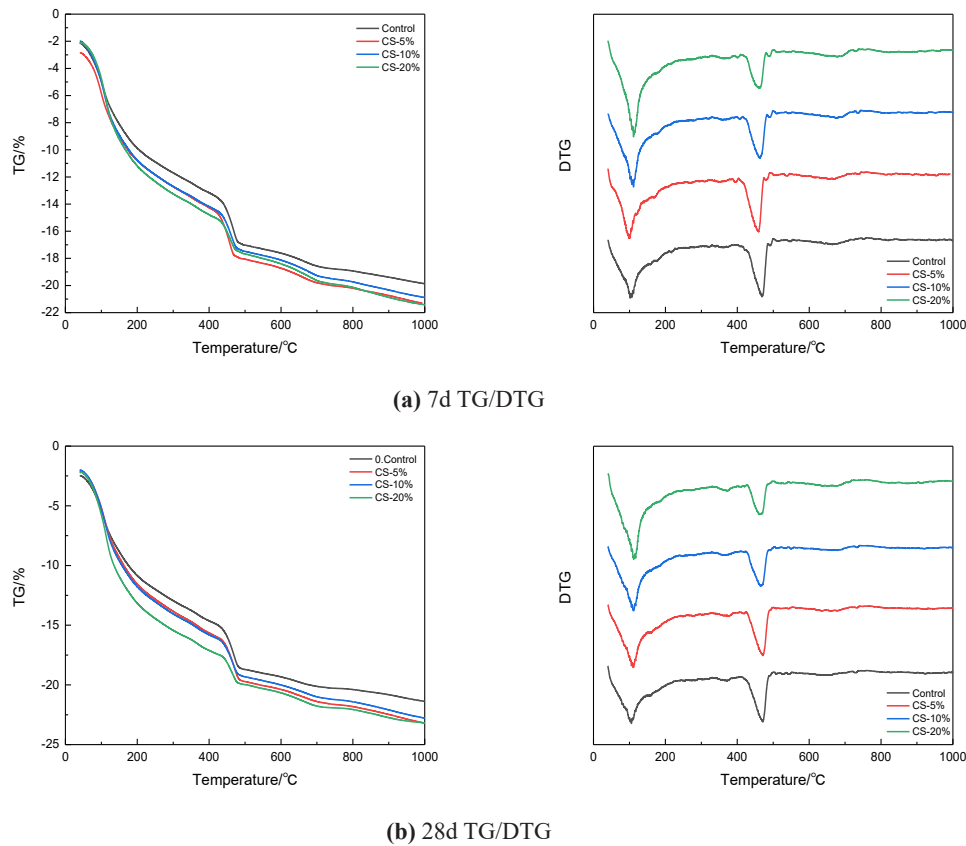 -2
-4
-6
-8
-10
-12
-14
-16
-18
-20
-22
TG/%
0 200 400 600 800 1000
Temperature/℃
Control
CS-5%
CS-10%
CS-20%
DTG
0 200 400 600 800 1000
Temperature/℃
Control
CS-5%
CS-10%
CS-20%
(a) 7d TG/DTG
0
-5
-10
-15
-20
-25
TG/%
0 200 400 600 800 1000
Temperature/℃
0.Control
CS-5%
CS-10%
CS-20%
DTG
0 200 400 600 800 1000
Temperature/℃
Control
CS-5%
CS-10%
CS-20%
(b) 28d TG/DTG